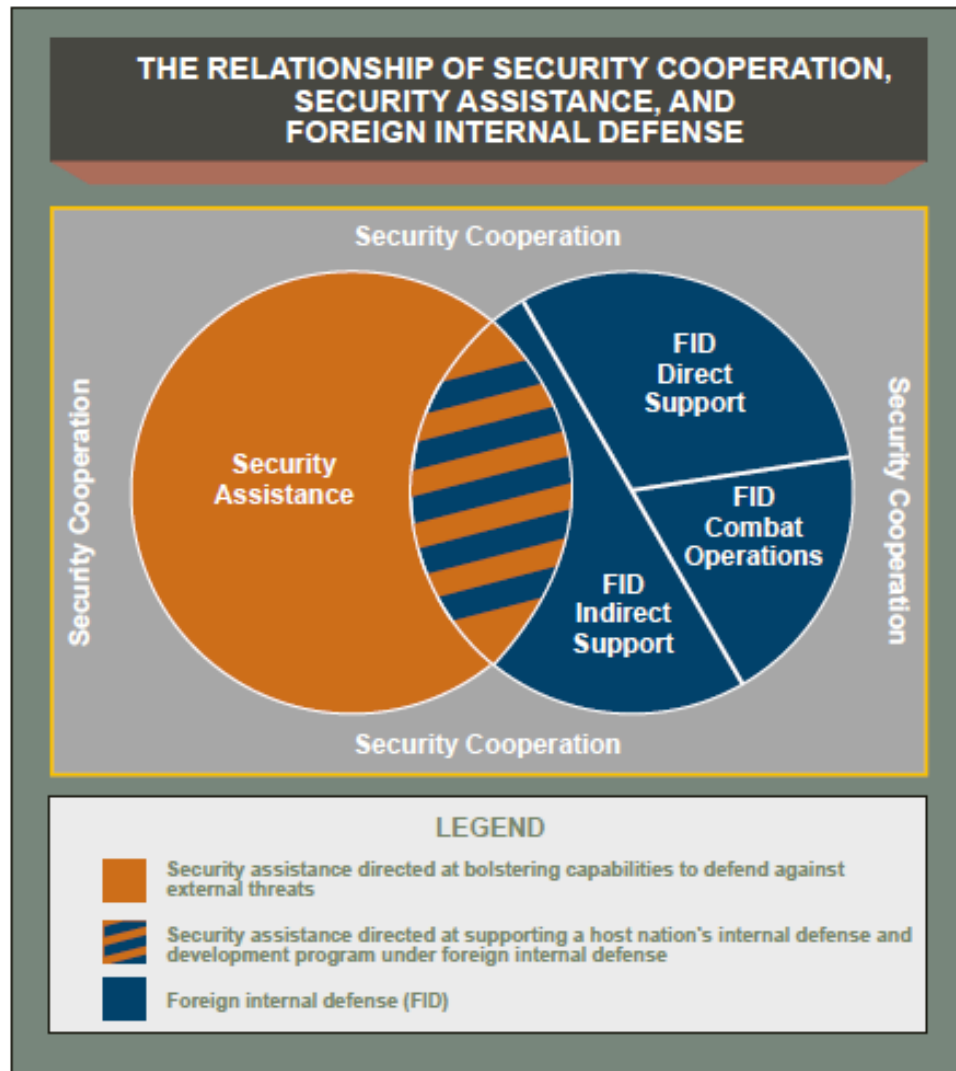 THE RELATIONSHIP OF SECURITY COOPERATION,
SECURITY ASSISTANCE, AND
FOREIGN INTERNAL DEFENSE
Security Cooperation
Security Cooperation
Security
Assistance
FID
Direct
Support
FID
Combat
Operations
FID
Indirect
Support
Security Cooperation
Security Cooperation
LEGEND
Security assistance directed at bolstering capabilities to defend against
external threats
Security assistance directed at supporting a host nation's internal defense and
development program under foreign internal defense
Foreign internal defense (FID)